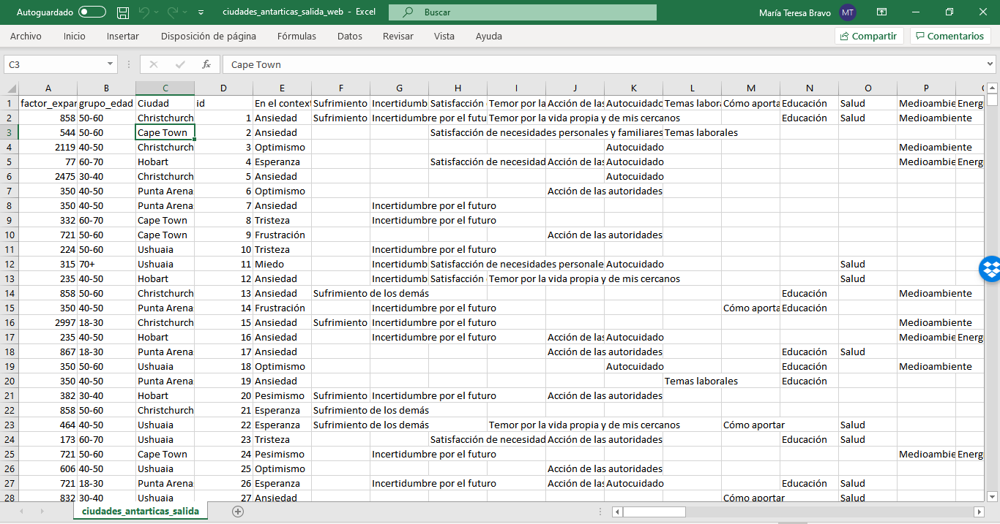 Autoguardado ciudades_antarticas_salida_web - Excel Buscar María Teresa Bravo MT
Archivo Inicio Insertar Disposición de página Fórmulas Datos Revisar Vista Ayuda Compartir Comentarios
C3 fx Cape Town
A B C D E F G H I J K L M N O P
1 factor_expan grupo_edad Ciudad id En el context Sufrimiento Incertidumb Satisfacción Temor por la Acción de las Autocuidado Temas labora Cómo aporta Educación Salud Medioambie Energ
2 858 50-60 Christchurch 1 Ansiedad Sufrimiento Incertidumbre por el futu Temor por la vida propia y de mis cercanos Educación Salud Medioambiente
3 544 50-60 Cape Town 2 Ansiedad Satisfacción de necesidades personales y familiares Temas laborales
4 2119 40-50 Christchurch 3 Optimismo Autocuidado Medioambiente
5 77 60-70 Hobart 4 Esperanza Satisfacción de necesidad Acción de las Autocuidado Medioambie Energ
6 2475 30-40 Christchurch 5 Ansiedad Autocuidado
7 350 40-50 Punta Arena 6 Optimismo Acción de las autoridades
8 350 40-50 Punta Arena 7 Ansiedad Incertidumbre por el futuro
9 332 60-70 Cape Town 8 Tristeza Incertidumbre por el futuro
10 721 50-60 Cape Town 9 Frustración Acción de las autoridades
11 224 50-60 Ushuaia 10 Tristeza Incertidumbre por el futuro
12 315 70+ Ushuaia 11 Miedo Incertidumb Satisfacción de necesidades personale Autocuidado Salud
13 235 40-50 Hobart 12 Ansiedad Incertidumb Satisfacción Temor por la vida propia y de mis cercanos Salud
14 858 50-60 Christchurch 13 Ansiedad Sufrimiento de los demás Educación Medioambiente
15 350 40-50 Punta Arena 14 Frustración Incertidumbre por el futuro Cómo aporta Educación
16 2997 18-30 Christchurch 15 Ansiedad Sufrimiento Incertidumbre por el futuro Medioambiente
17 235 40-50 Hobart 16 Ansiedad Incertidumbre por el futuro Acción de las Autocuidado Medioambie Energ
18 867 18-30 Punta Arena 17 Ansiedad Acción de las autoridades Educación Salud
19 350 50-60 Ushuaia 18 Optimismo Autocuidado Educación Medioambiente
20 350 40-50 Punta Arena 19 Ansiedad Temas laborales Educación
21 382 30-40 Hobart 20 Pesimismo Sufrimiento Incertidumbre por el futuro Acción de las autoridades
22 858 50-60 Christchurch 21 Esperanza Sufrimiento de los demás
23 464 40-50 Ushuaia 22 Esperanza Sufrimiento de los demás Temor por la vida propia y de mis cercanos Cómo aportar Salud
24 173 60-70 Ushuaia 23 Tristeza Satisfacción de necesidad Acción de las autoridades Educación Salud
25 721 50-60 Cape Town 24 Pesimismo Incertidumbre por el futuro Medioambie Energ
26 606 40-50 Ushuaia 25 Optimismo Acción de las autoridades
27 721 18-30 Punta Arena 26 Esperanza Incertidumbre por el futuro Acción de las Autocuidado Educación Salud
28 832 30-40 Ushuaia 27 Ansiedad Cómo aportar Salud
ciudades_antarticas_salida